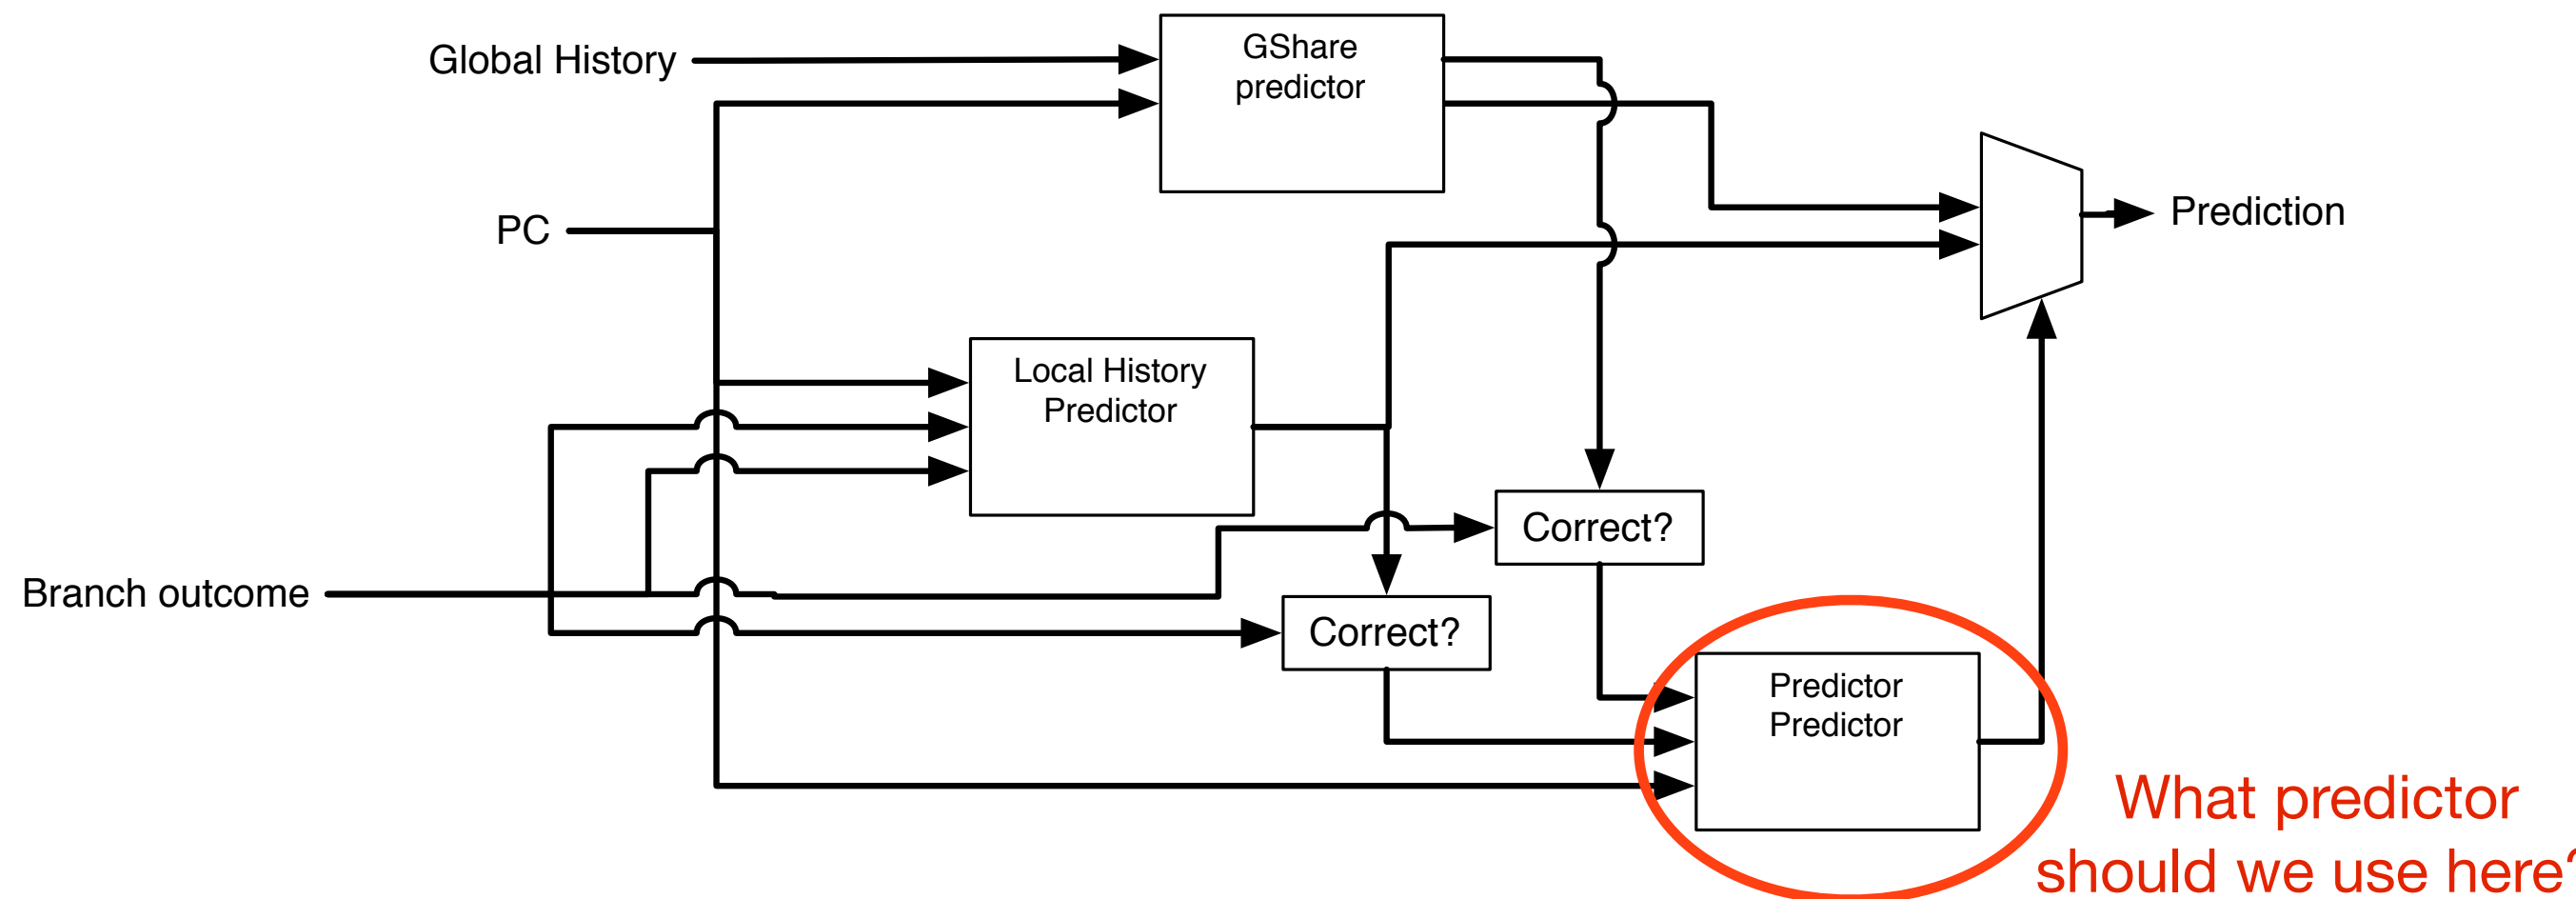 Global History
GShare
predictor
PC
Prediction
Local History
Predictor
Correct?
Branch outcome
Correct?
Predictor
Predictor
What predictor
should we use here?